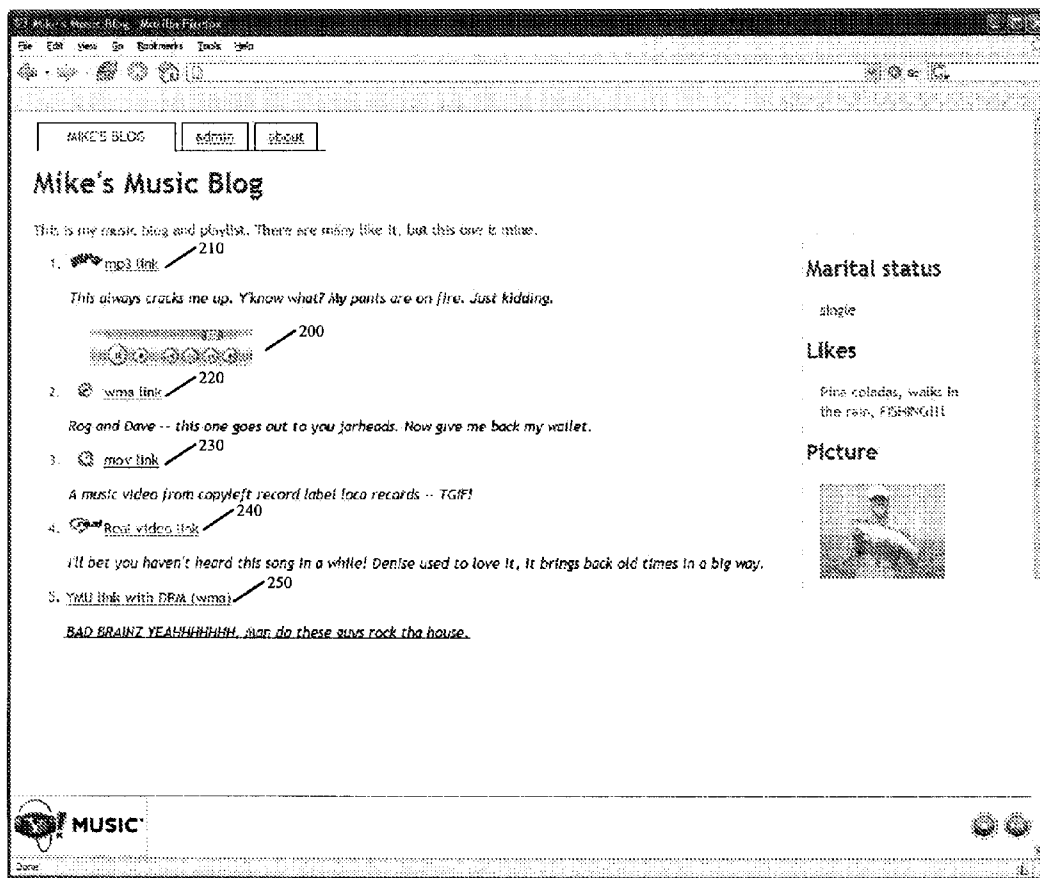 Mike's Music Blog - Mozilla Firefox
File Edit View Go Bookmarks Tools Help
MIKE'S BLOG admin about
Mike's Music Blog
This is my music blog and playlist. There are many like it, but this one is mine.
210
1. mp3 link
This always cracks me up. Y'know what? My pants are on fire. Just kidding.
200
220
2. wma link
Rog and Dave -- this one goes out to you jarheads. Now give me back my wallet.
230
3. mov link
A music video from copyleft record label loca records -- TGIF!
240
4. Real video link
I'll bet you haven't heard this song in a while! Denise used to love it, it brings back old times in a big way.
250
5. YMU link with DRM (wma)
BAD BRAINZ YEAHHHHHHH, Man do these guys rock tha house.
Marital status
single
Likes
Pina coladas, walks in
the rain, FISHING!!!
Picture
Y! MUSIC
Done